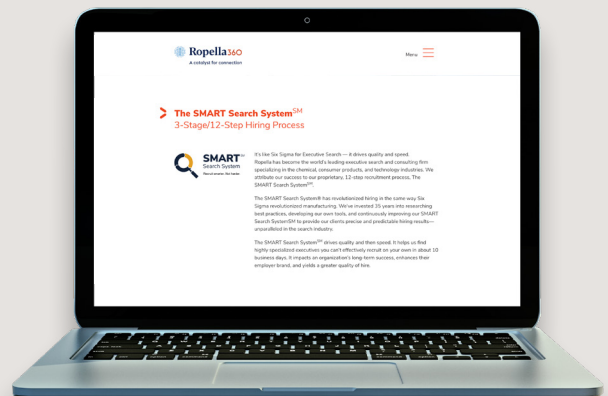 Ropella360
A catalyst for connection
Menu
The SMART Search System℠
3-Stage/12-Step Hiring Process
SMART℠
Search System
It's like Six Sigma for Executive Search — it drives quality and speed.
Ropella has become the world's leading executive search and consulting firm
specializing in the chemical, consumer products, and technology industries. We
attribute our success to our proprietary, 12-step recruitment process, The
SMART Search System℠.
The SMART Search System® has revolutionized hiring in the same way Six
Sigma revolutionized manufacturing. We've invested 35 years into researching
best practices, developing our own tools, and continuously improving our SMART
Search SystemSM to provide our clients precise and predictable hiring results—
unparalleled in the search industry.
The SMART Search System℠ drives quality and then speed. It helps us find
highly specialized executives you can't effectively recruit on your own in about 10
business days. It impacts an organization's long-term success, enhances their
employer brand, and yields a greater quality of hire.